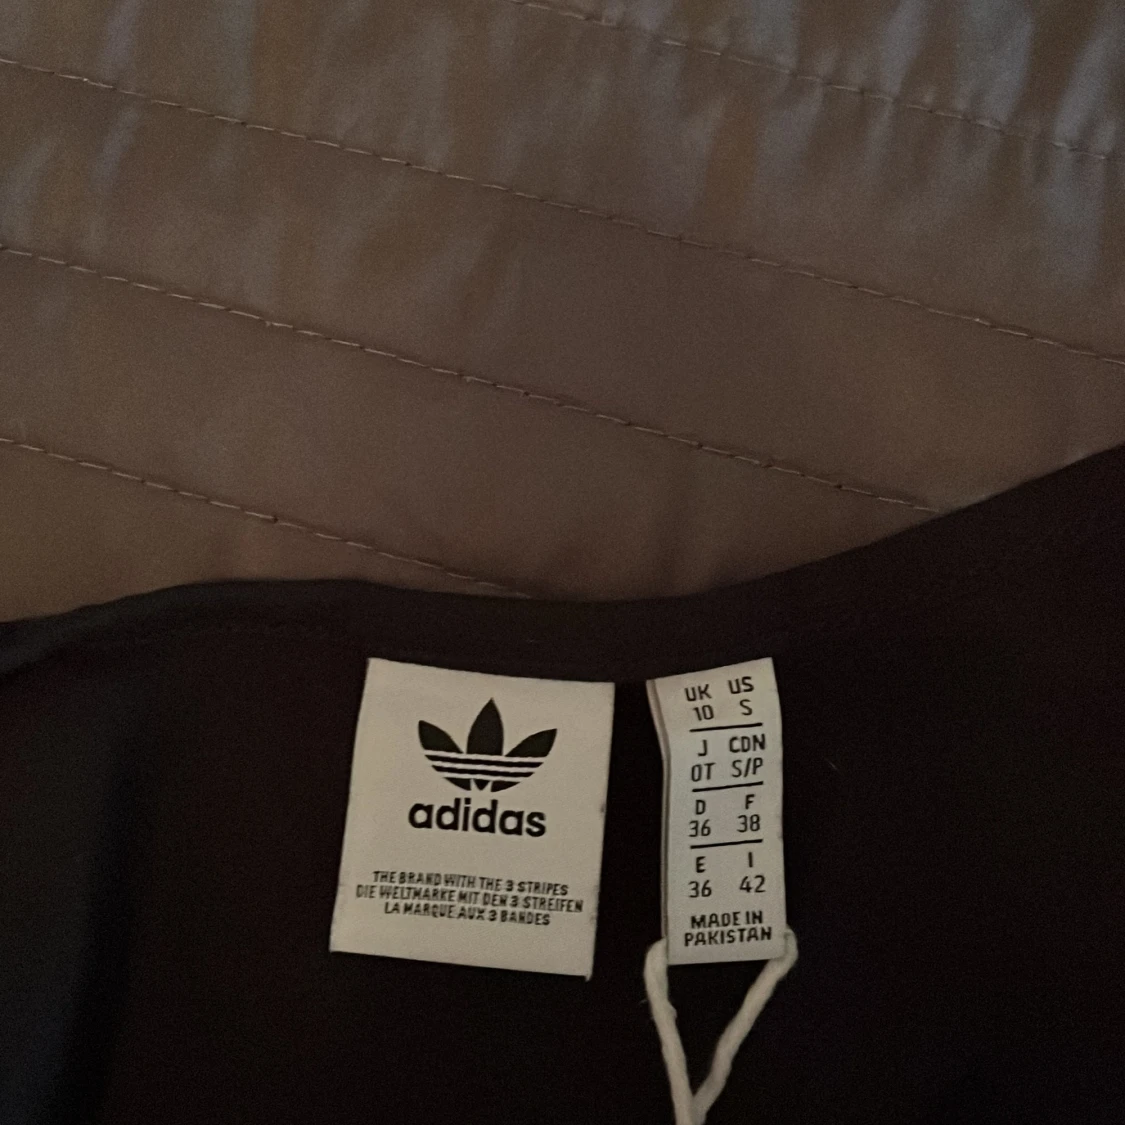 adidas
THE BRAND WITH THE 3 STRIPES
DIE WELTMARKE MIT DEN 3 STREIFEN
LA MARQUE AUX 3 BANDES
UK US
10 S
J CDN
OT S/P
D F
36 38
E I
36 42
MADE IN
PAKISTAN